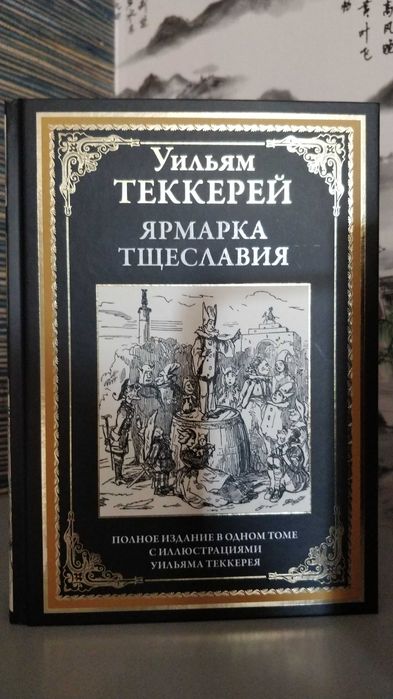 Уильям
ТЕККЕРЕЙ
ЯРМАРКА
ТЩЕСЛАВИЯ
ПОЛНОЕ ИЗДАНИЕ В ОДНОМ ТОМЕ
С ИЛЛЮСТРАЦИЯМИ
УИЛЬЯМА ТЕККЕРЕЯ